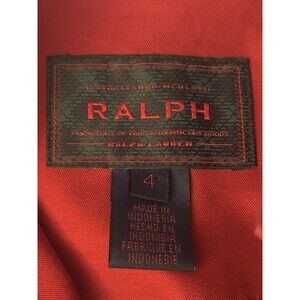 ESTABLISHED MCMLXVII
RALPH
RALPH LAUREN
4
MADE IN
INDONESIA
HECHO EN
INDONESIA
FABRIQUE EN
INDONESIE